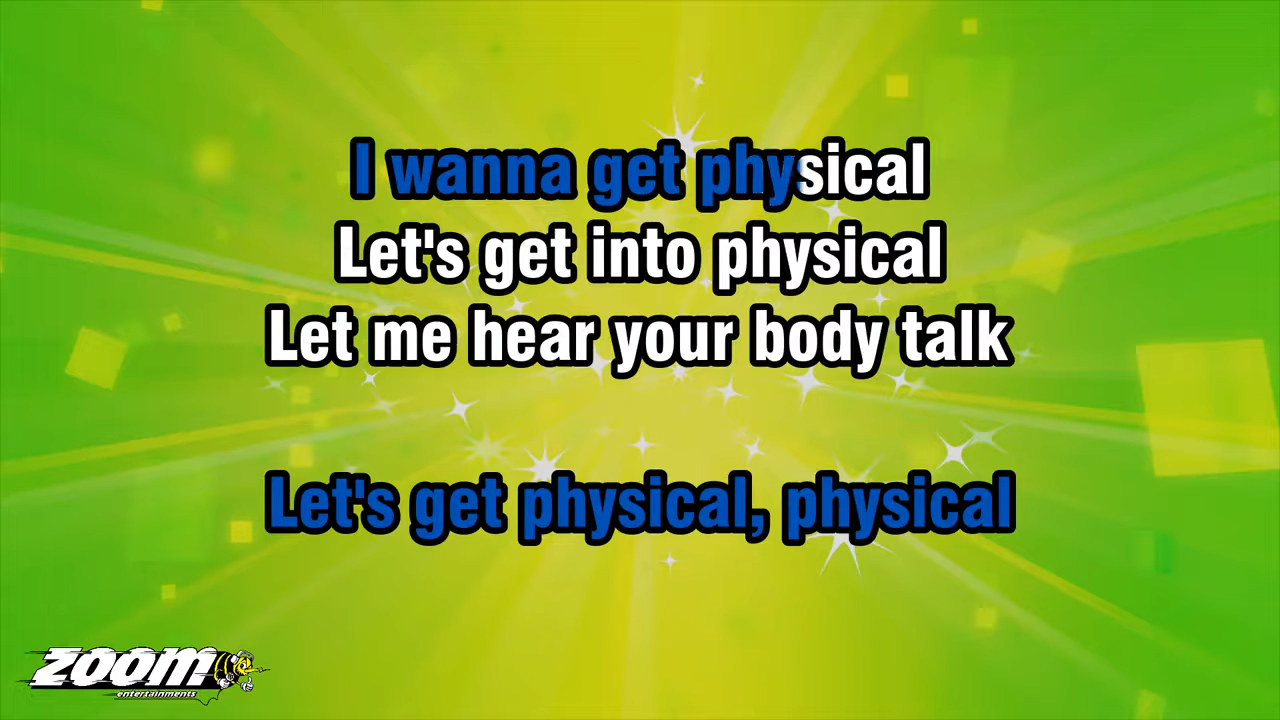 I wanna get physical
Let's get into physical
Let me hear your body talk
Let's get physical, physical
ZOOM
entertainments